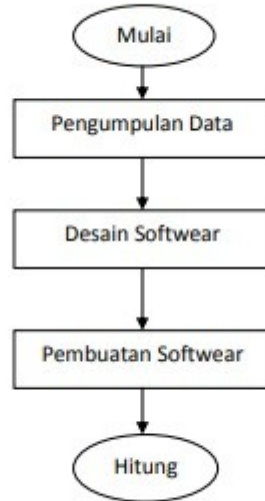 Mulai
Pengumpulan Data
Desain Softwear
Pembuatan Softwear
Hitung